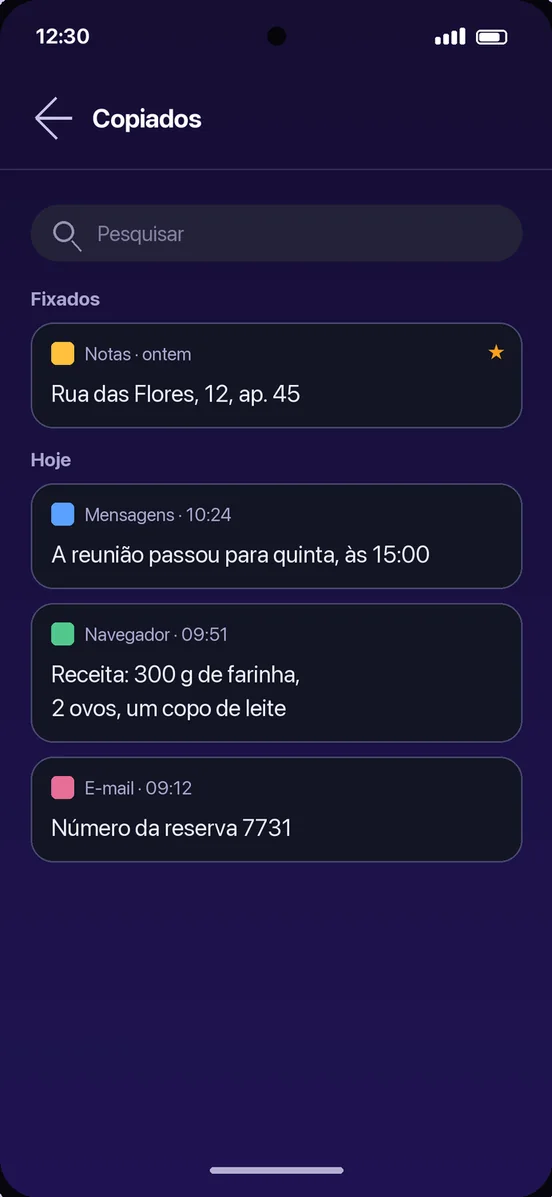 12:30
Copiados
Pesquisar
Fixados
Notas · ontem
Rua das Flores, 12, ap. 45
Hoje
Mensagens · 10:24
A reunião passou para quinta, às 15:00
Navegador · 09:51
Receita: 300 g de farinha,
2 ovos, um copo de leite
E-mail · 09:12
Número da reserva 7731